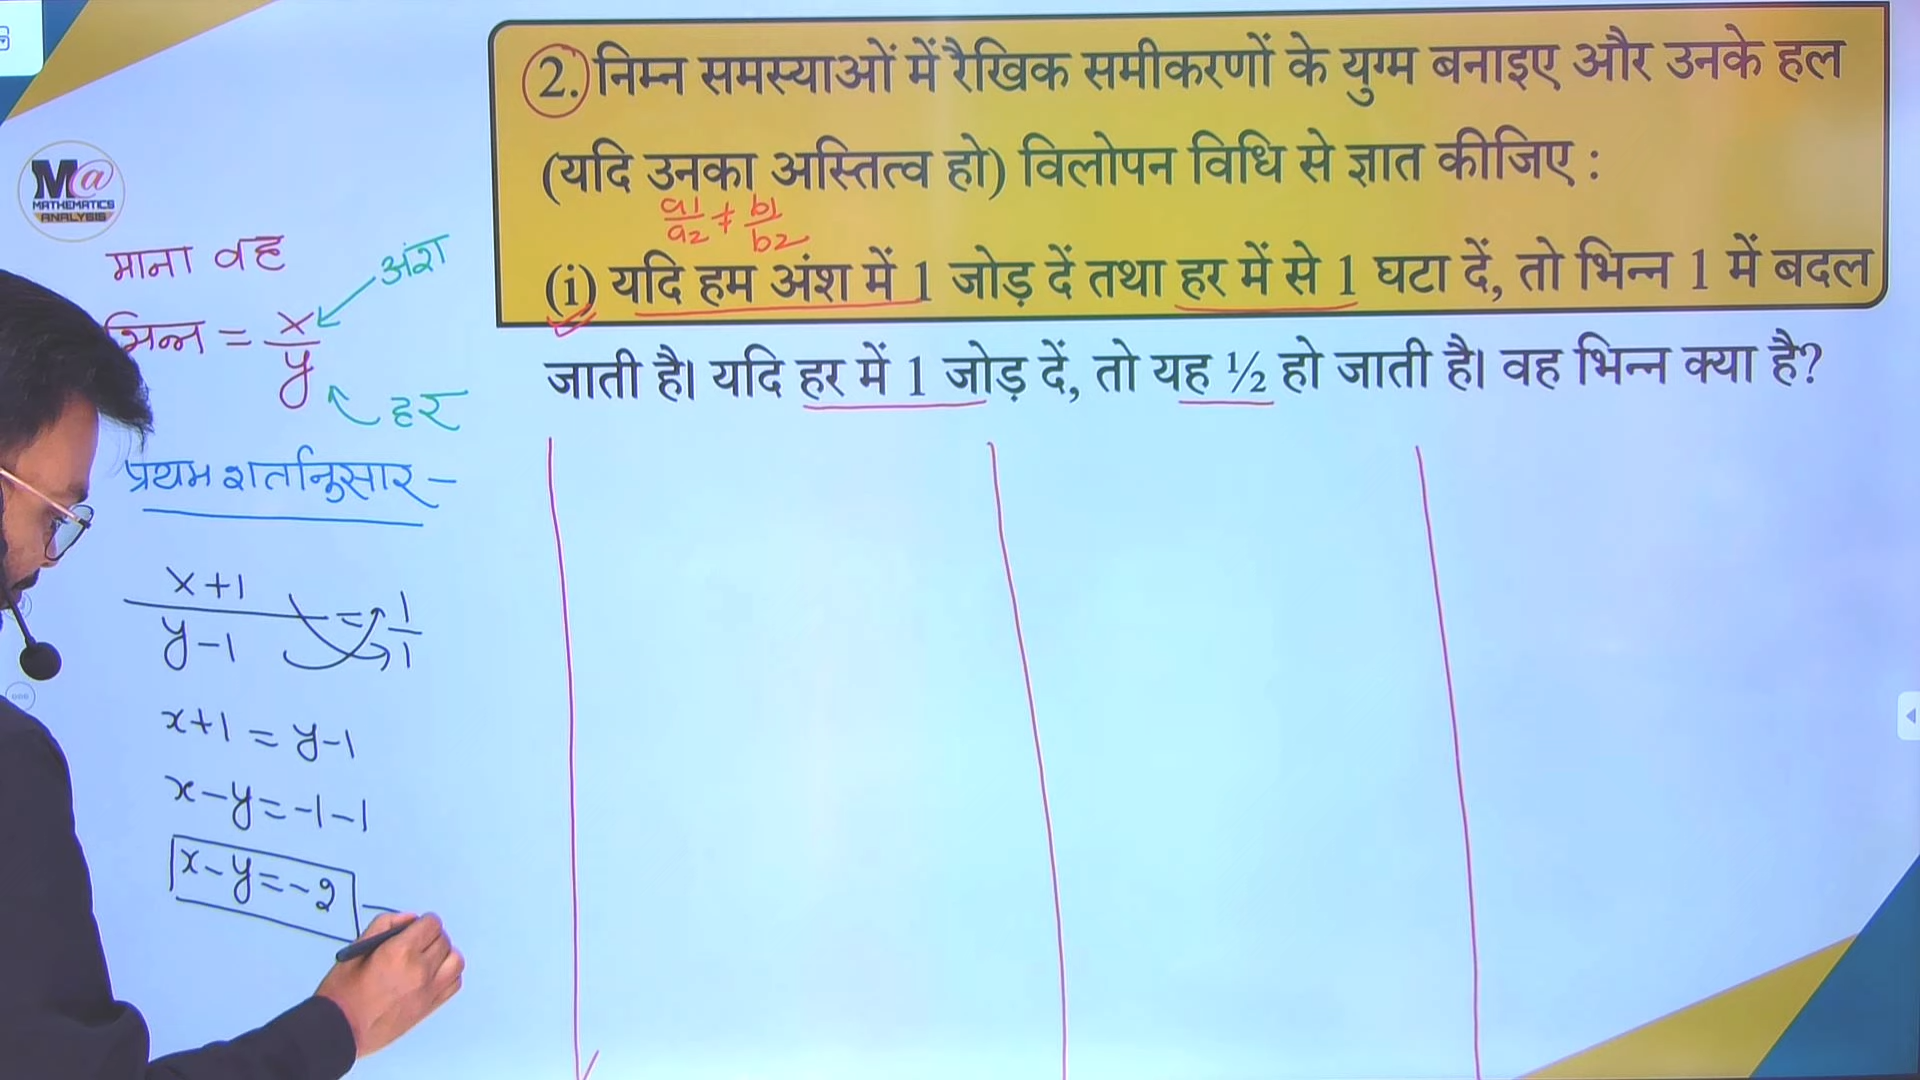 2. निम्न समस्याओं में रैखिक समीकरणों के युग्म बनाइए और उनके हल
(यदि उनका अस्तित्व हो) विलोपन विधि से ज्ञात कीजिए :
a1/a2 ≠ b1/b2
(i) यदि हम अंश में 1 जोड़ दें तथा हर में से 1 घटा दें, तो भिन्न 1 में बदल
जाती है। यदि हर में 1 जोड़ दें, तो यह ½ हो जाती है। वह भिन्न क्या है?
M@
MATHEMATICS
ANALYSIS
माना वह
अंश
भिन्न = x/y
हर
प्रथम शर्तानुसार -
x+1/y-1 = 1/1
x+1 = y-1
x-y=-1-1
x-y=-2